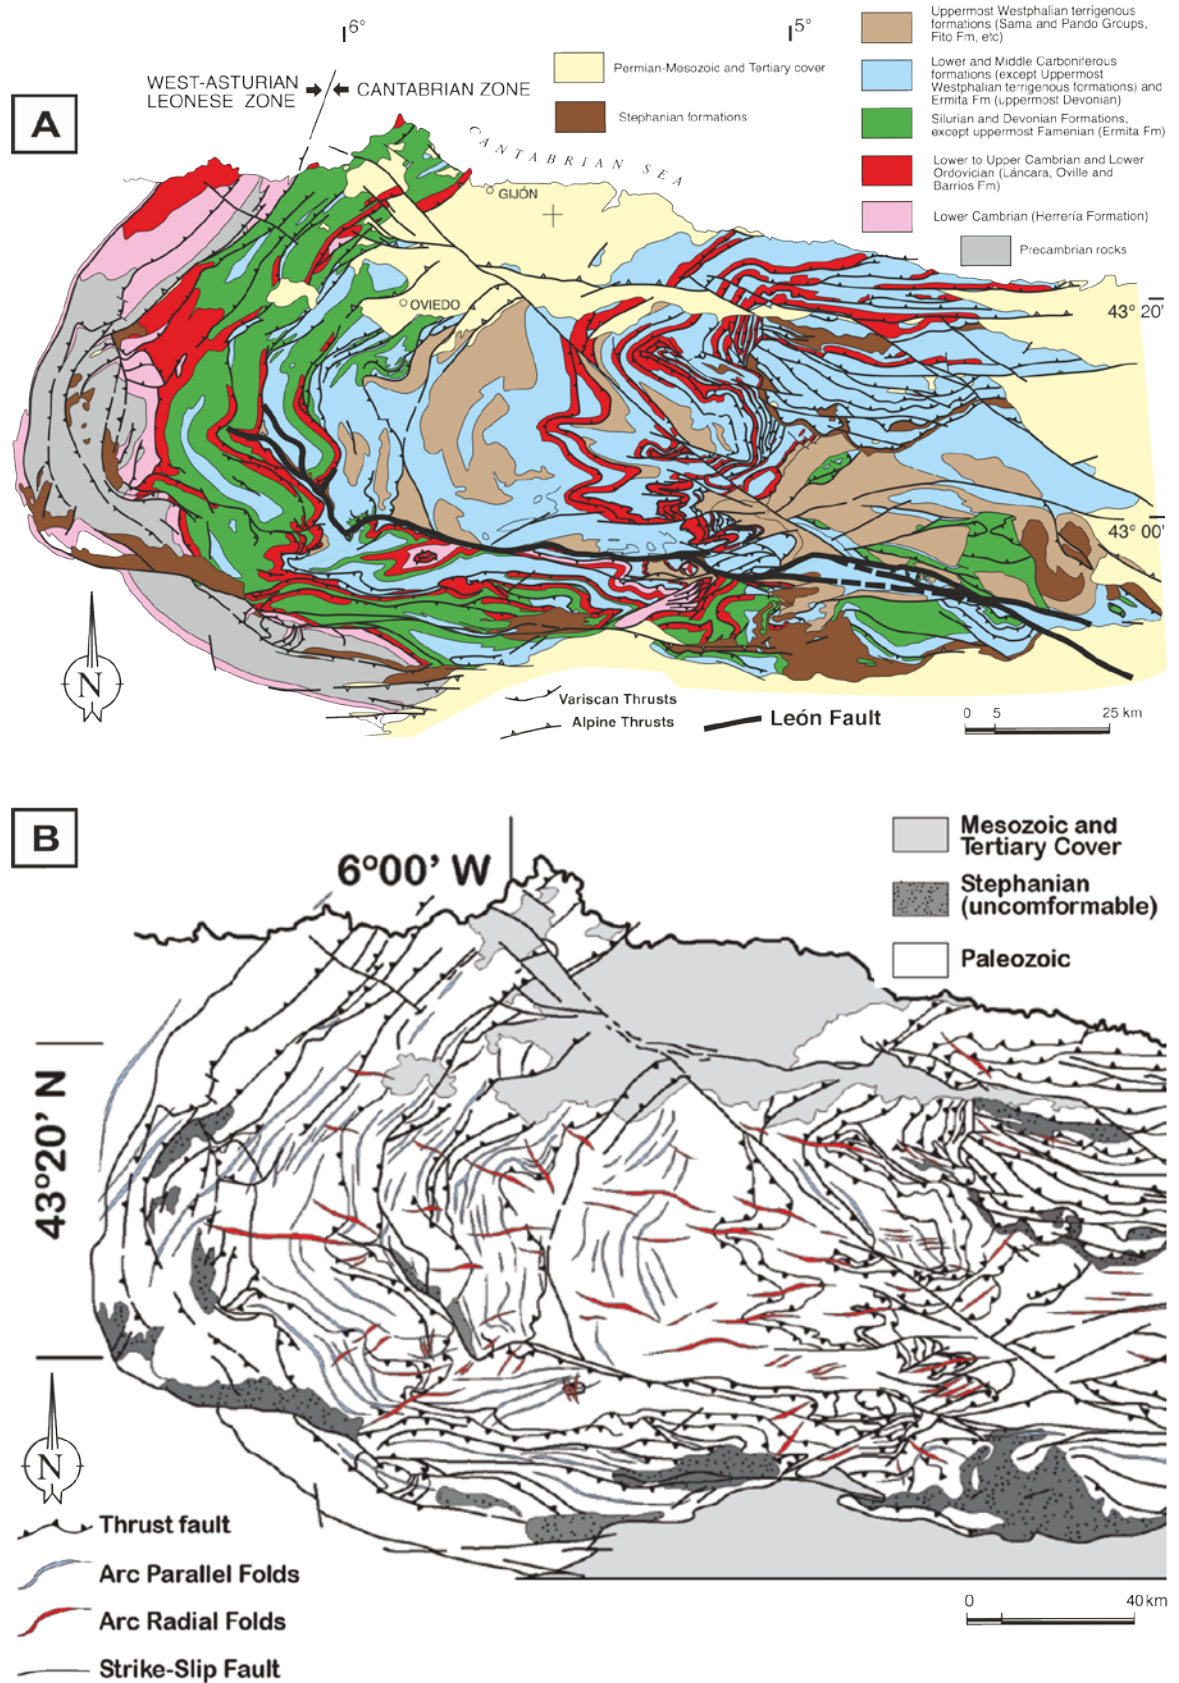 6°
5°
WEST-ASTURIAN
LEONESE ZONE
CANTABRIAN ZONE
A
CANTABRIAN SEA
GIJÓN
OVIEDO
Permian-Mesozoic and Tertiary cover
Stephanian formations
Uppermost Westphalian terrigenous
formations (Sama and Pando Groups,
Fito Fm, etc)
Lower and Middle Carboniferous
formations (except Uppermost
Westphalian terrigenous formations) and
Ermita Fm (uppermost Devonian)
Silurian and Devonian Formations,
except uppermost Famenian (Ermita Fm)
Lower to Upper Cambrian and Lower
Ordovician (Láncara, Oville and
Barrios Fm)
Lower Cambrian (Herrería Formation)
Precambrian rocks
43° 20'
43° 00'
N
Variscan Thrusts
Alpine Thrusts
León Fault
0 5 25 km
B
6°00' W
Mesozoic and
Tertiary Cover
Stephanian
(uncomformable)
Paleozoic
43°20' N
N
Thrust fault
Arc Parallel Folds
Arc Radial Folds
Strike-Slip Fault
0 40 km